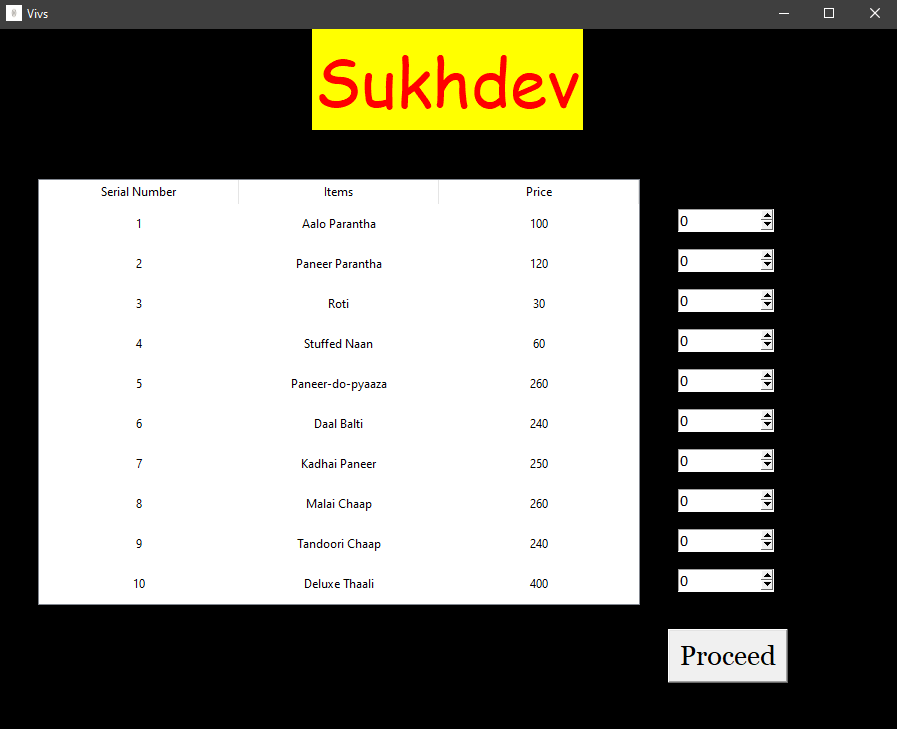 Vivs
Sukhdev
Serial Number Items Price
1 Aalo Parantha 100 0
2 Paneer Parantha 120 0
3 Roti 30 0
4 Stuffed Naan 60 0
5 Paneer-do-pyaaza 260 0
6 Daal Balti 240 0
7 Kadhai Paneer 250 0
8 Malai Chaap 260 0
9 Tandoori Chaap 240 0
10 Deluxe Thaali 400 0
Proceed